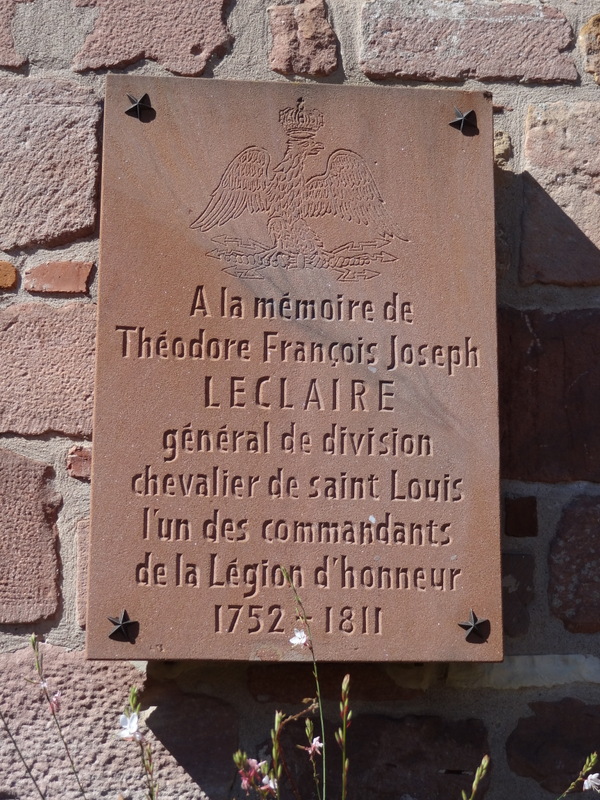 A la mémoire de
Théodore François Joseph
LECLAIRE
général de division
chevalier de saint Louis
l'un des commandants
de la Légion d'honneur
1752 - 1811